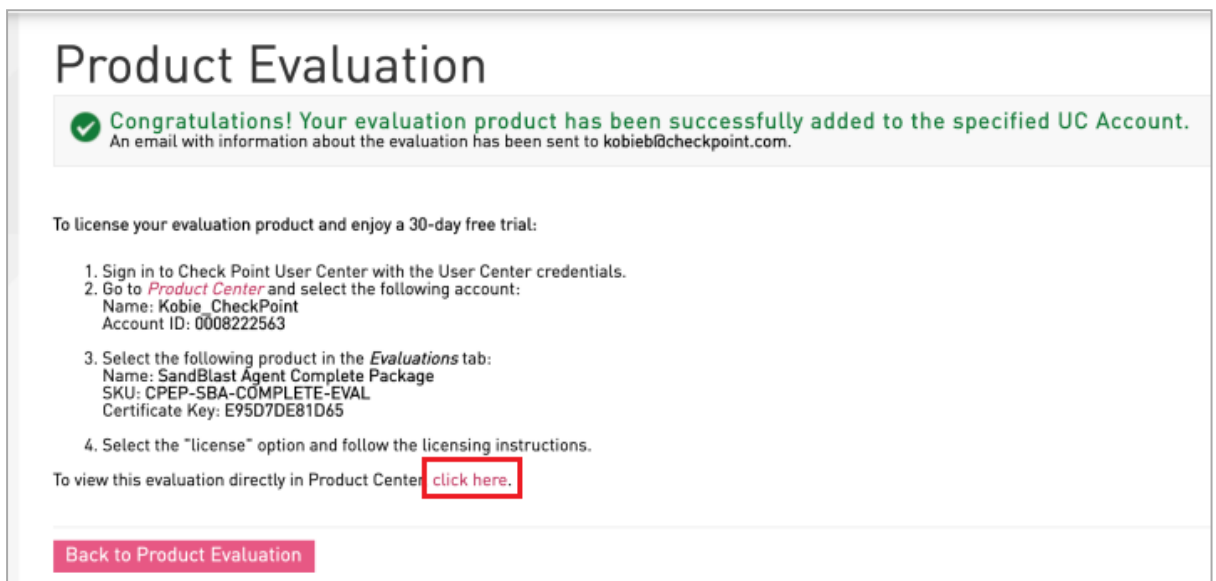 Product Evaluation
Congratulations! Your evaluation product has been successfully added to the specified UC Account.
An email with information about the evaluation has been sent to kobieb@checkpoint.com.
To license your evaluation product and enjoy a 30-day free trial:
1. Sign in to Check Point User Center with the User Center credentials.
2. Go to Product Center and select the following account:
Name: Kobie_CheckPoint
Account ID: 0008222563
3. Select the following product in the Evaluations tab:
Name: SandBlast Agent Complete Package
SKU: CPEP-SBA-COMPLETE-EVAL
Certificate Key: E95D7DE81D65
4. Select the "license" option and follow the licensing instructions.
To view this evaluation directly in Product Center click here.
Back to Product Evaluation